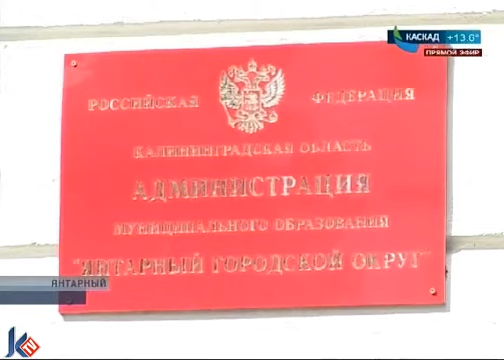 КАСКАД +13.0°
ПРЯМОЙ ЭФИР
РОССИЙСКАЯ ФЕДЕРАЦИЯ
КАЛИНИНГРАДСКАЯ ОБЛАСТЬ
АДМИНИСТРАЦИЯ
МУНИЦИПАЛЬНОГО ОБРАЗОВАНИЯ
"ЯНТАРНЫЙ ГОРОДСКОЙ ОКРУГ"
ЯНТАРНЫЙ